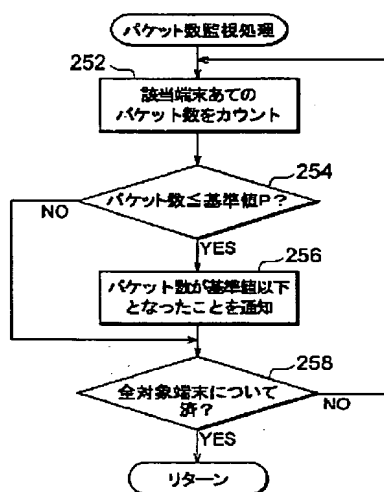 パケット数監視処理
252
該当端末あての
パケット数をカウント
254
パケット数≦基準値P？
NO
YES
256
パケット数が基準値以下
となったことを通知
258
全対象端末について
済？
NO
YES
リターン